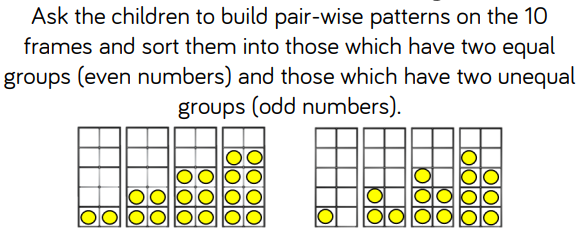 Ask the children to build pair-wise patterns on the 10
frames and sort them into those which have two equal
groups (even numbers) and those which have two unequal
groups (odd numbers).